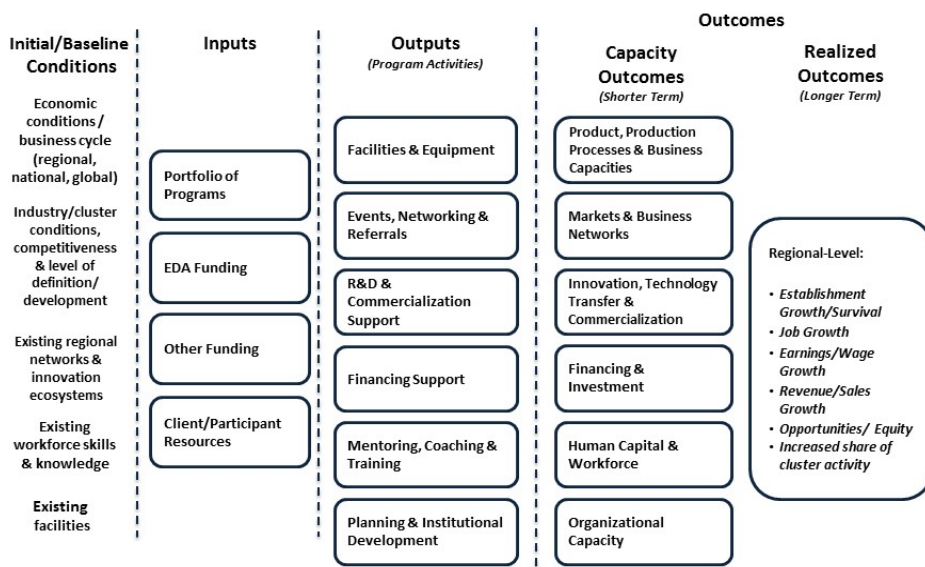 Initial/Baseline
Conditions
Economic
conditions /
business cycle
(regional,
national, global)
Industry/cluster
conditions,
competitiveness
& level of
definition/
development
Existing regional
networks &
innovation
ecosystems
Existing
workforce skills
& knowledge
Existing
facilities
Inputs
Portfolio of
Programs
EDA Funding
Other Funding
Client/Participant
Resources
Outputs
(Program Activities)
Facilities & Equipment
Events, Networking &
Referrals
R&D &
Commercialization
Support
Financing Support
Mentoring, Coaching &
Training
Planning & Institutional
Development
Outcomes
Capacity
Outcomes
(Shorter Term)
Product, Production
Processes & Business
Capacities
Markets & Business
Networks
Innovation, Technology
Transfer &
Commercialization
Financing &
Investment
Human Capital &
Workforce
Organizational
Capacity
Realized
Outcomes
(Longer Term)
Regional-Level:
• Establishment
Growth/Survival
• Job Growth
• Earnings/Wage
Growth
• Revenue/Sales
Growth
• Opportunities/ Equity
• Increased share of
cluster activity